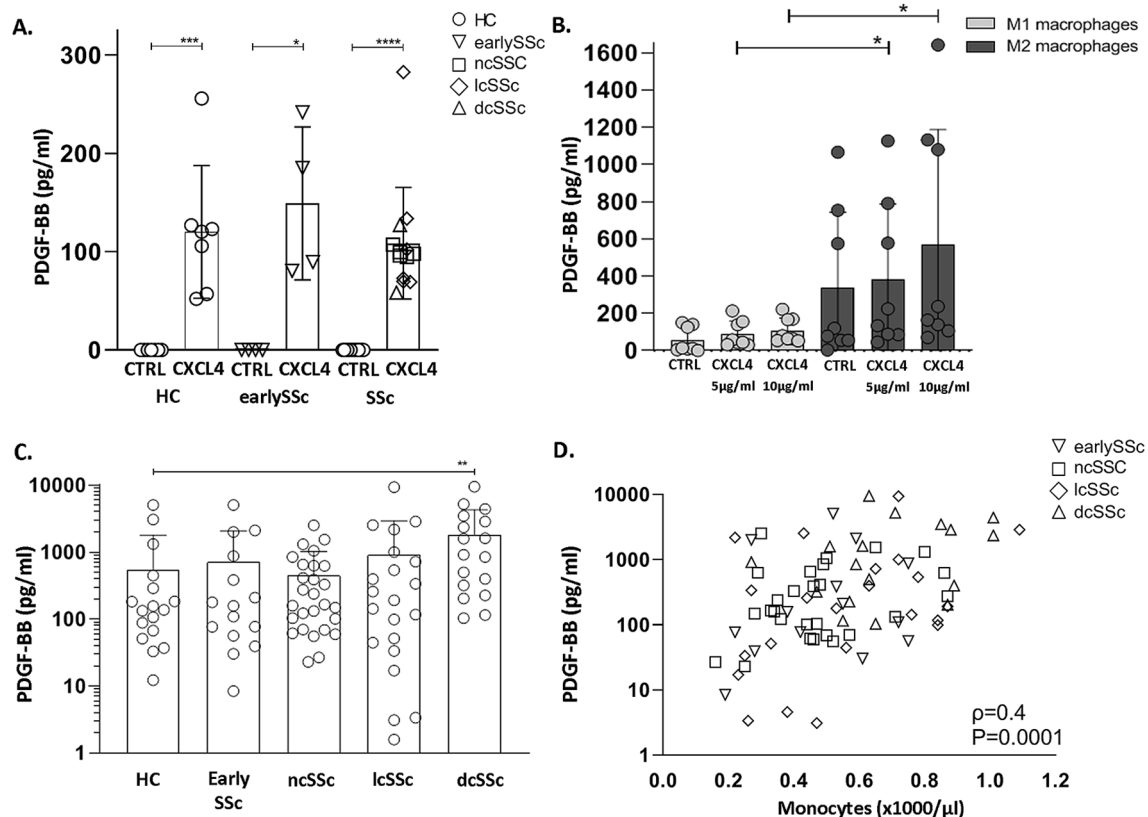 A.
PDGF-BB (pg/ml)
300
200
100
0
***
*
****
CTRL CXCL4 CTRL CXCL4 CTRL CXCL4
HC earlySSc SSc
HC
earlySSc
ncSSC
lcSSc
dcSSc
B.
PDGF-BB (pg/ml)
1600
1400
1200
1000
800
600
400
200
0
*
*
M1 macrophages
M2 macrophages
CTRL CXCL4 CXCL4 CTRL CXCL4 CXCL4
5µg/ml 10µg/ml 5µg/ml 10µg/ml
C.
PDGF-BB (pg/ml)
**
10000
1000
100
10
1
HC Early ncSSc lcSSc dcSSc
SSc
D.
PDGF-BB (pg/ml)
10000
1000
100
10
1
earlySSc
ncSSC
lcSSc
dcSSc
ρ=0.4
P=0.0001
0.0 0.2 0.4 0.6 0.8 1.0 1.2
Monocytes (x1000/µl)